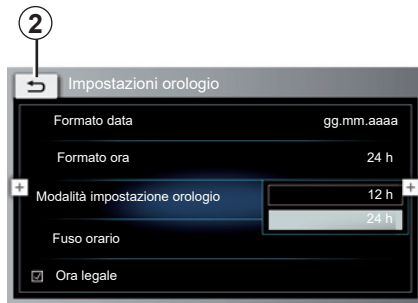 2
Impostazioni orologio
Formato data gg.mm.aaaa
Formato ora 24 h
Modalità impostazione orologio 12 h
24 h
Fuso orario
Ora legale